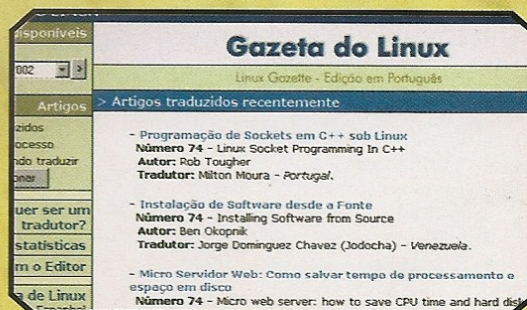 disponíveis
2002
>
Artigos
zidos
ocesso
ndo traduzir
onar
uer ser um
tradutor?
statísticas
m o Editor
a de Linux
Espanhol
Gazeta do Linux
Linux Gazette - Edição em Português
> Artigos traduzidos recentemente
- Programação de Sockets em C++ sob Linux
Número 74 - Linux Socket Programming In C++
Autor: Rob Tougher
Tradutor: Milton Moura - Portugal.
- Instalação de Software desde a Fonte
Número 74 - Installing Software from Source
Autor: Ben Okopnik
Tradutor: Jorge Dominguez Chavez (Jodocha) - Venezuela.
- Micro Servidor Web: Como salvar tempo de processamento e
espaço em disco
Número 74 - Micro web server: how to save CPU time and hard disk